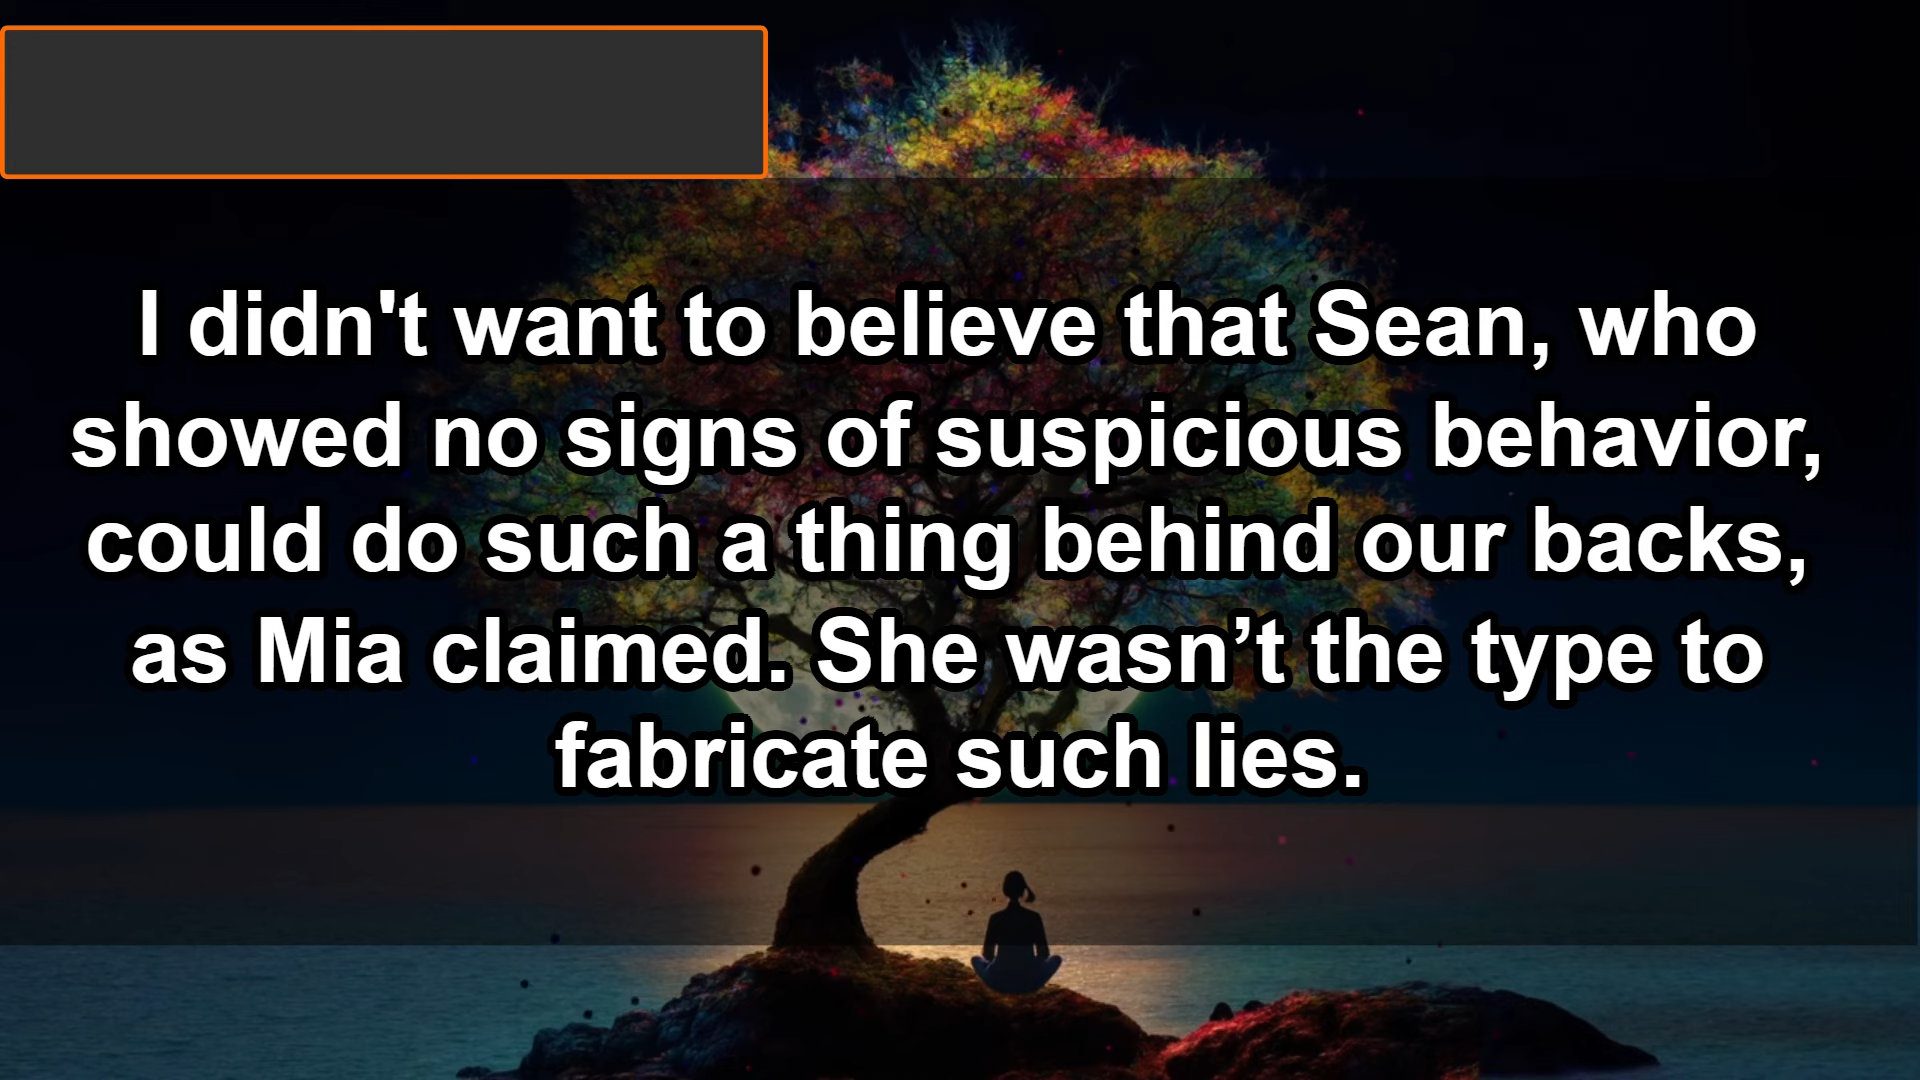 I didn't want to believe that Sean, who
showed no signs of suspicious behavior,
could do such a thing behind our backs,
as Mia claimed. She wasn’t the type to
fabricate such lies.